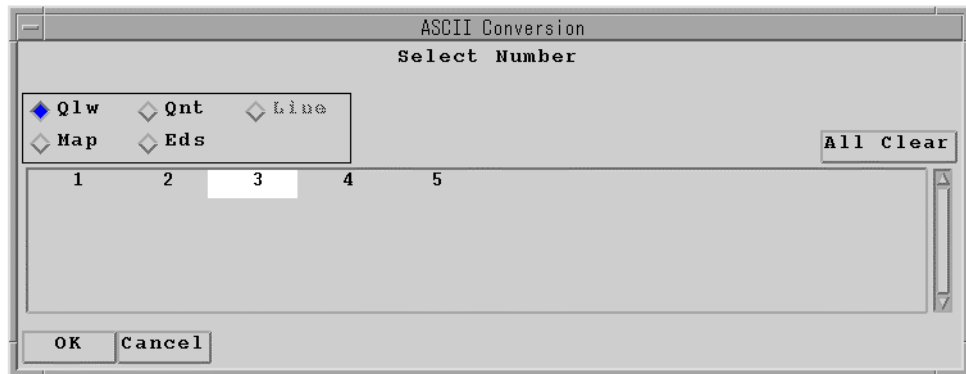 ASCII Conversion
Select Number
Qlw Qnt Line
Map Eds
All Clear
1 2 3 4 5
OK Cancel